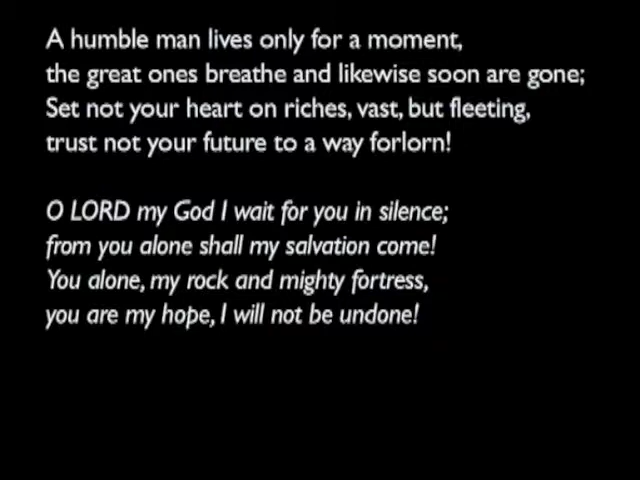 A humble man lives only for a moment,
the great ones breathe and likewise soon are gone;
Set not your heart on riches, vast, but fleeting,
trust not your future to a way forlorn!
O LORD my God I wait for you in silence;
from you alone shall my salvation come!
You alone, my rock and mighty fortress,
you are my hope, I will not be undone!